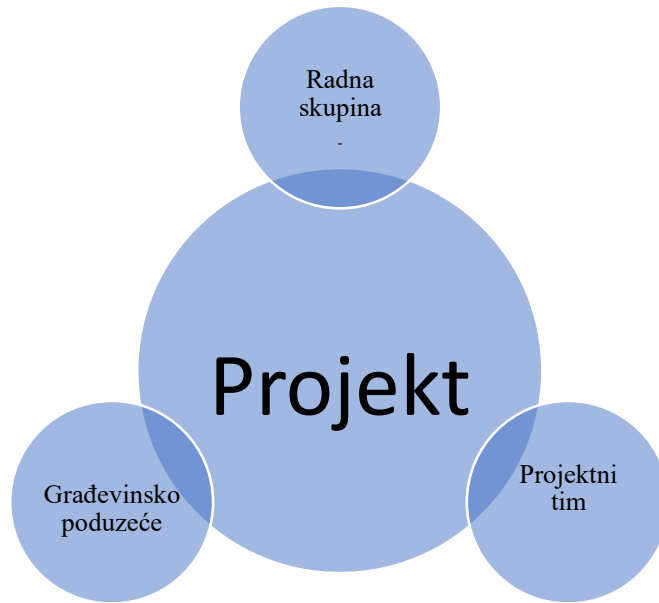 Radna
skupina
-
Projekt
Građevinsko
poduzeće
Projektni
tim